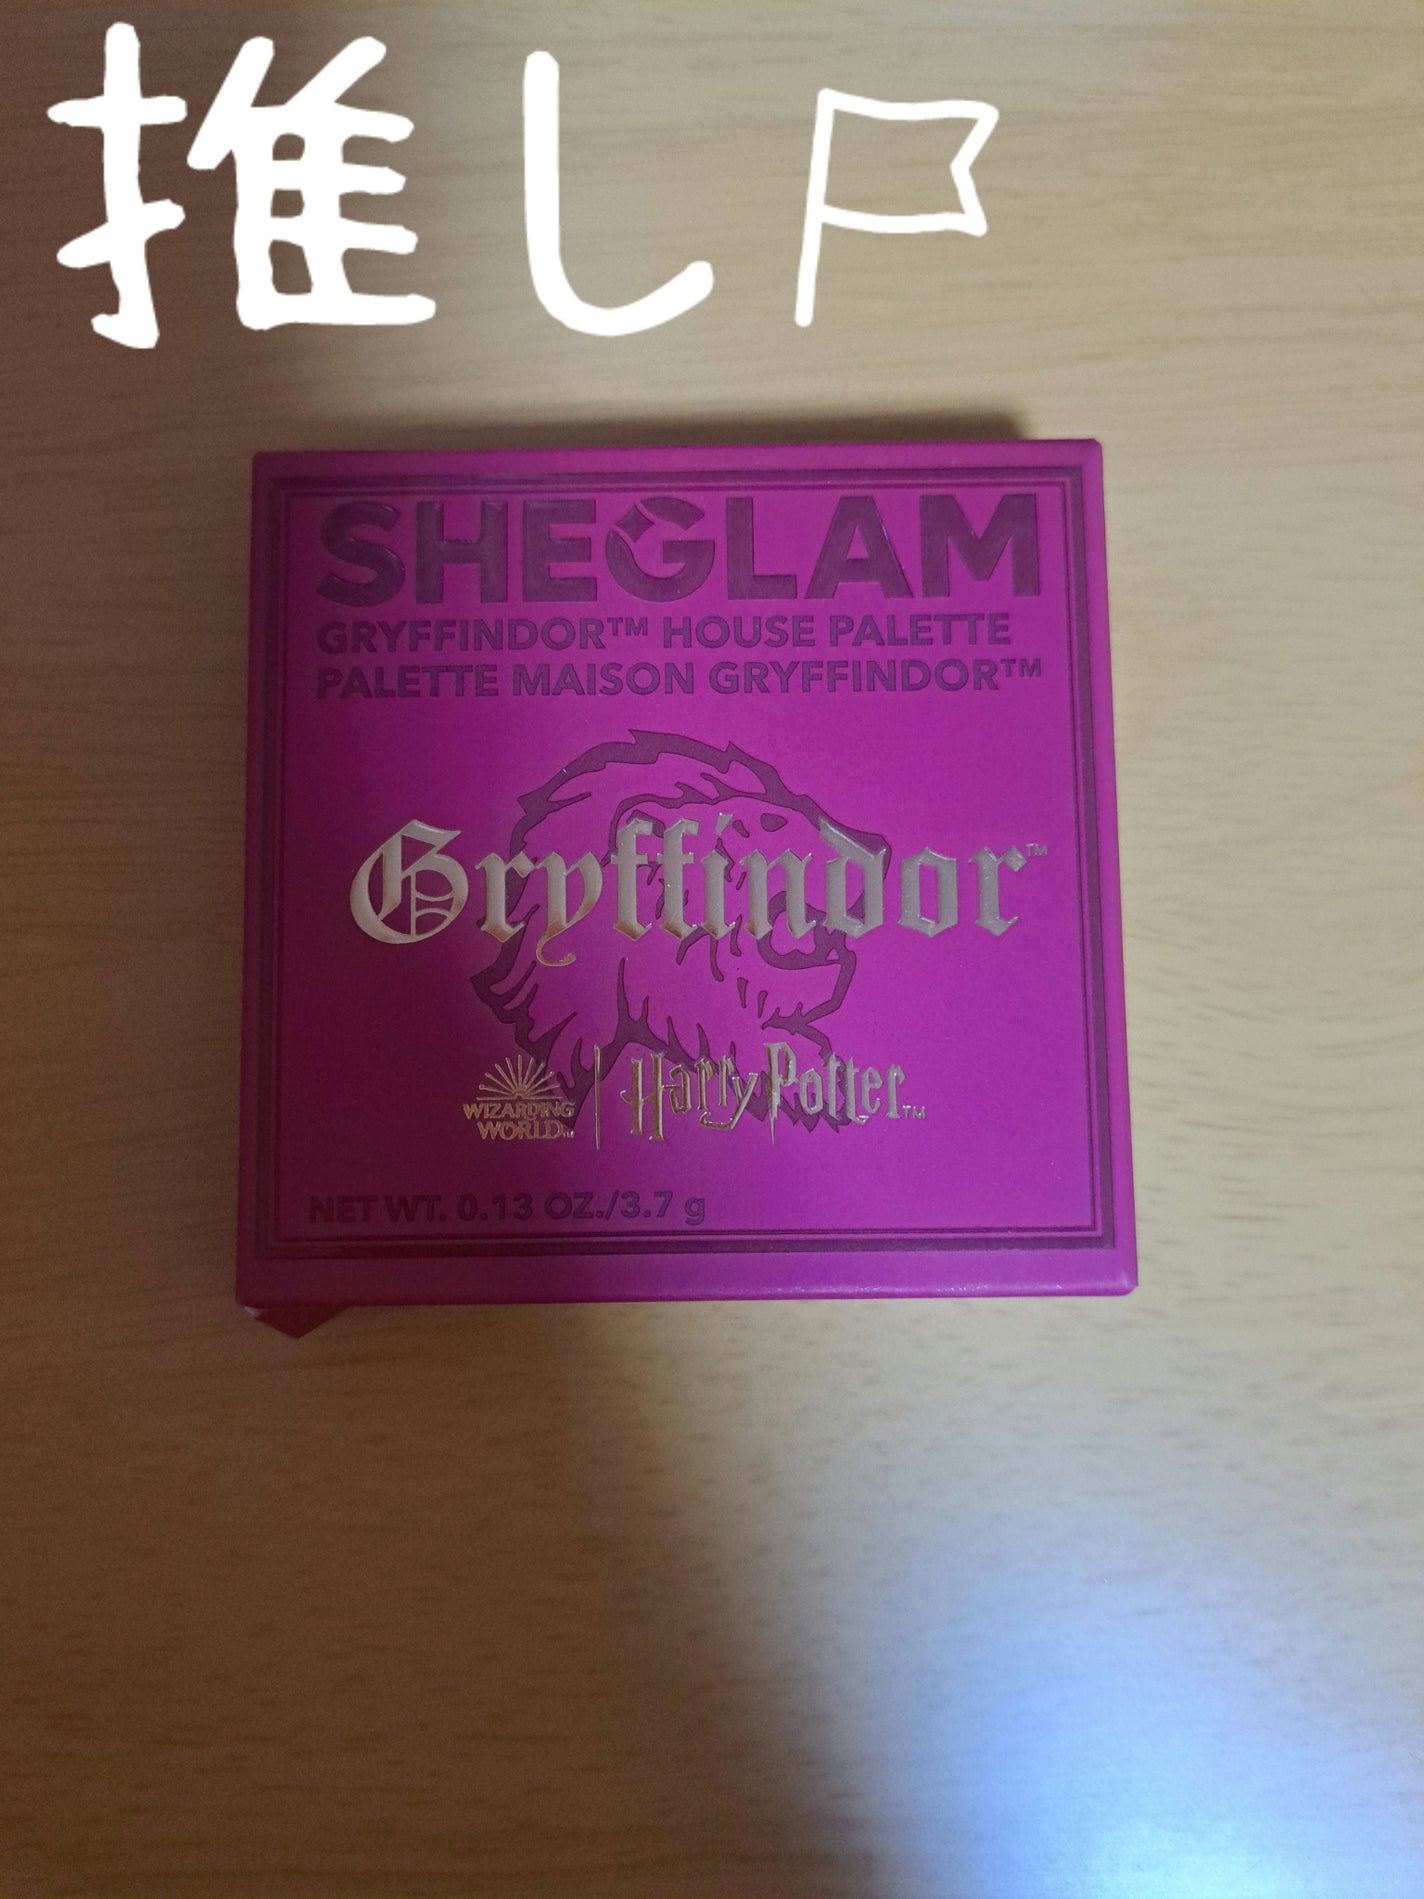 推し
SHEGLAM
GRYFFINDOR™ HOUSE PALETTE
PALETTE MAISON GRYFFINDOR™
Gryffindor™
WIZARDING
WORLD™
Harry Potter™
NET WT. 0.13 OZ./3.7 g